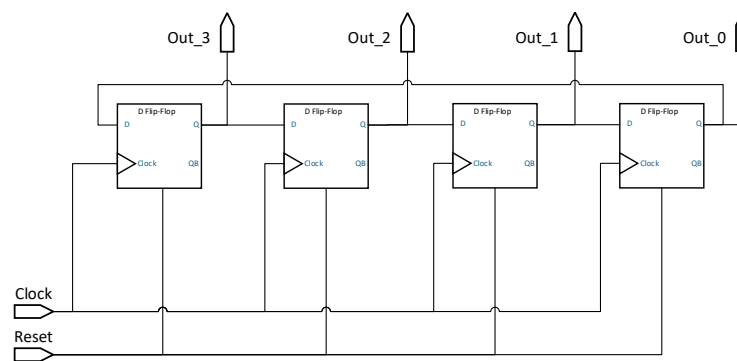 Out_3
Out_2
Out_1
Out_0
D Flip-Flop
D
Q
Clock
QB
D Flip-Flop
D
Q
Clock
QB
D Flip-Flop
D
Q
Clock
QB
D Flip-Flop
D
Q
Clock
QB
Clock
Reset